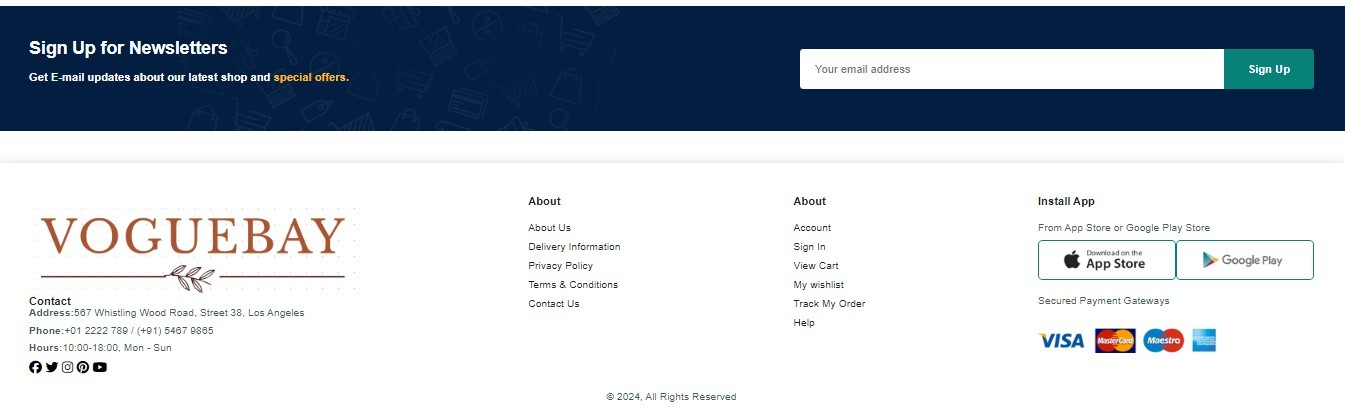 Sign Up for Newsletters
Get E-mail updates about our latest shop and special offers.
Your email address
Sign Up
VOGUEBAY
Contact
Address:567 Whistling Wood Road, Street 38, Los Angeles
Phone:+01 2222 789 / (+91) 5467 9865
Hours:10:00-18:00, Mon - Sun
About
About Us
Delivery Information
Privacy Policy
Terms & Conditions
Contact Us
About
Account
Sign In
View Cart
My wishlist
Track My Order
Help
Install App
From App Store or Google Play Store
Download on the
App Store
Google Play
Secured Payment Gateways
VISA
MasterCard
Maestro
© 2024, All Rights Reserved